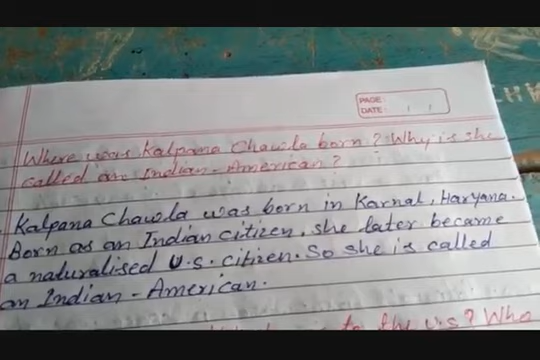 PAGE:
DATE:
Where was Kalpana Chawla born? Why is she
called an Indian-American?
Kalpana Chawla was born in Karnal, Haryana.
Born as an Indian citizen, she later became
a naturalised U.S. citizen. So she is called
an Indian-American.
to the U.S? Who